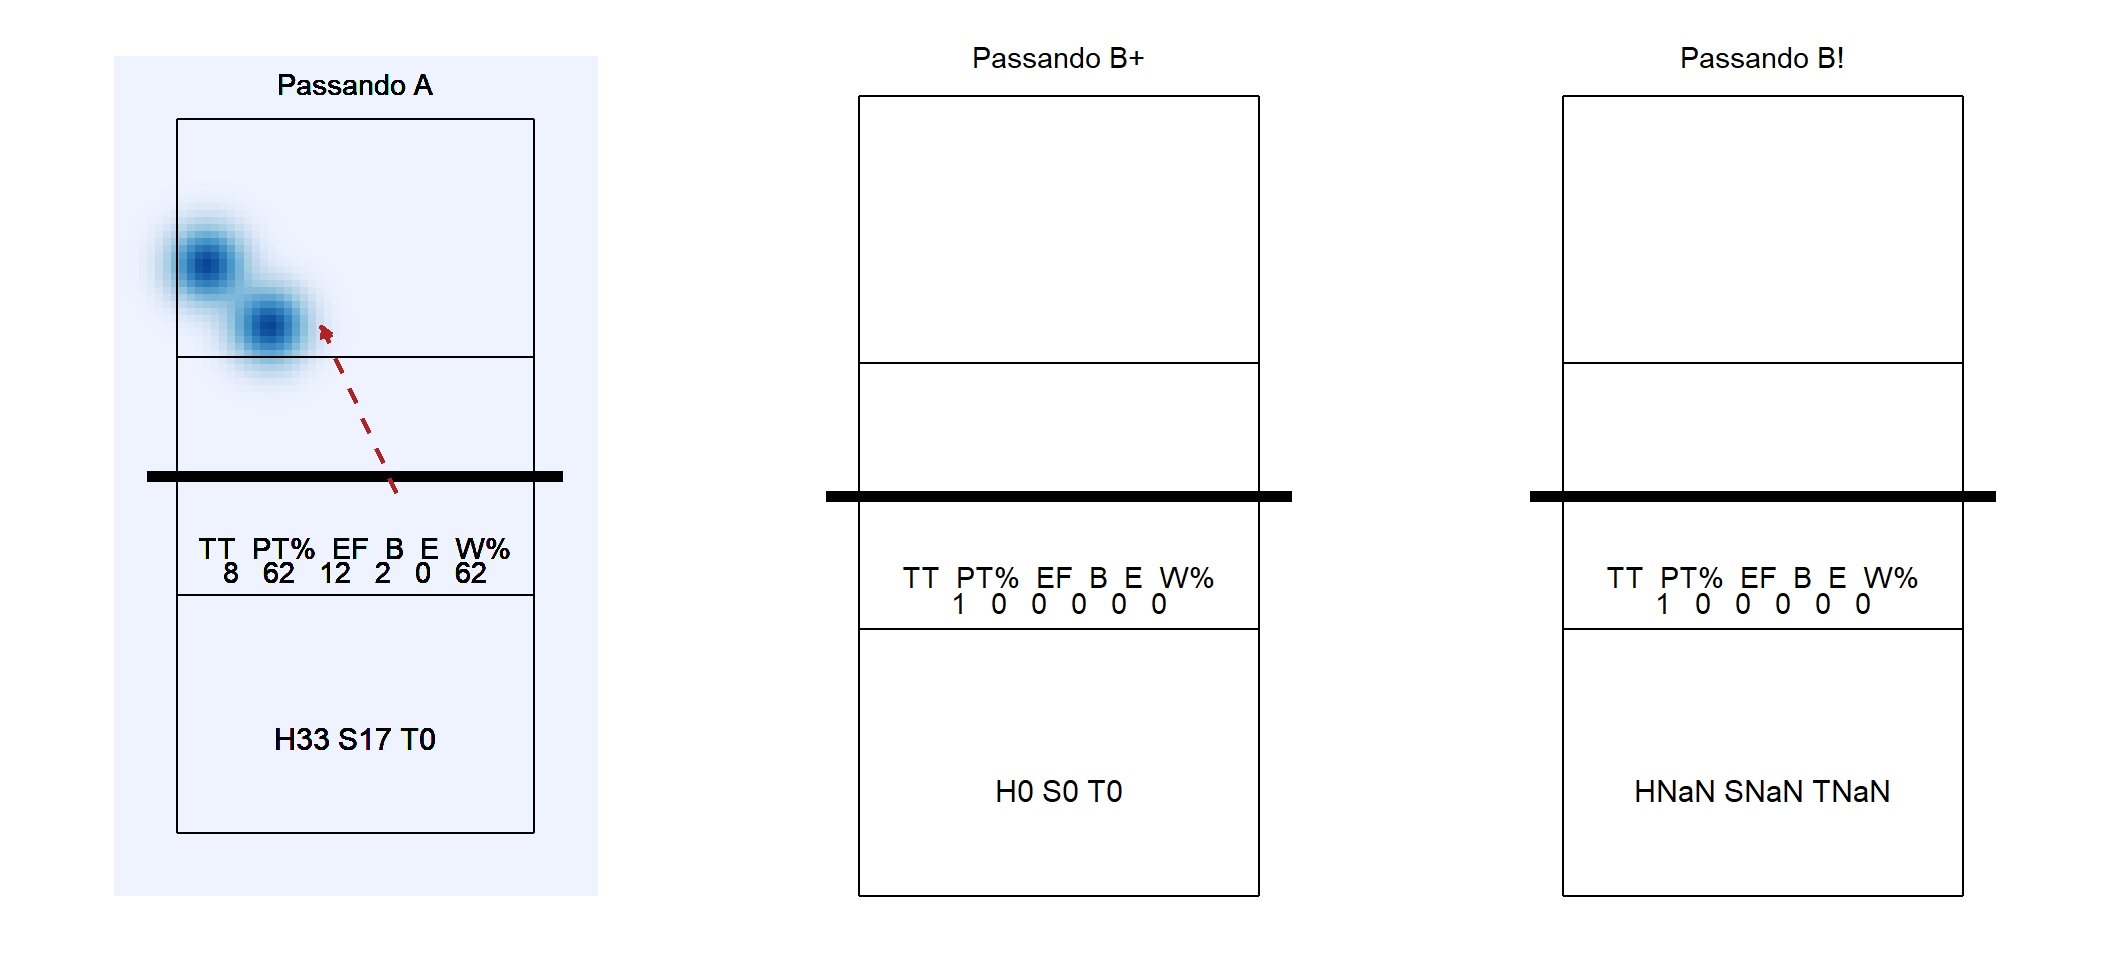 Passando A
TT PT% EF B E W%
8 62 12 2 0 62
H33 S17 T0
Passando B+
TT PT% EF B E W%
1 0 0 0 0 0
H0 S0 T0
Passando B!
TT PT% EF B E W%
1 0 0 0 0 0
HNaN SNaN TNaN